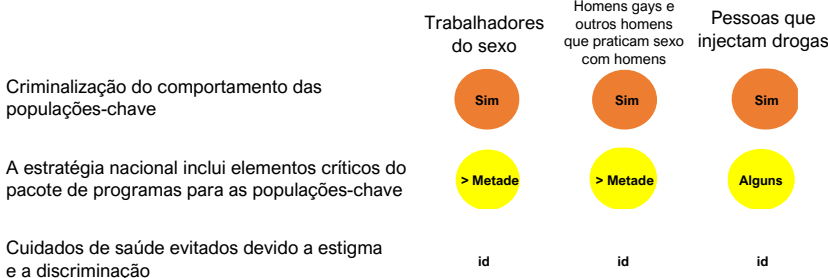 Trabalhadores
do sexo
Homens gays e
outros homens
que praticam sexo
com homens
Pessoas que
injectam drogas
Criminalização do comportamento das
populações-chave
Sim
Sim
Sim
A estratégia nacional inclui elementos críticos do
pacote de programas para as populações-chave
> Metade
> Metade
Alguns
Cuidados de saúde evitados devido a estigma
e a discriminação
id
id
id